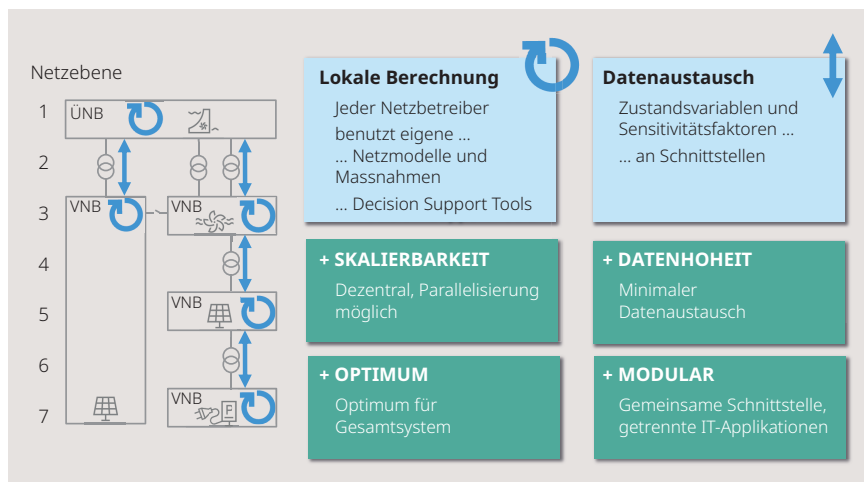 Netzebene
1
2
3
4
5
6
7
ÜNB
VNB
VNB
VNB
VNB
Lokale Berechnung
Jeder Netzbetreiber
benutzt eigene ...
... Netzmodelle und
Massnahmen
... Decision Support Tools
Datenaustausch
Zustandsvariablen und
Sensitivitätsfaktoren ...
... an Schnittstellen
+ SKALIERBARKEIT
Dezentral, Parallelisierung
möglich
+ DATENHOHEIT
Minimaler
Datenaustausch
+ OPTIMUM
Optimum für
Gesamtsystem
+ MODULAR
Gemeinsame Schnittstelle,
getrennte IT-Applikationen